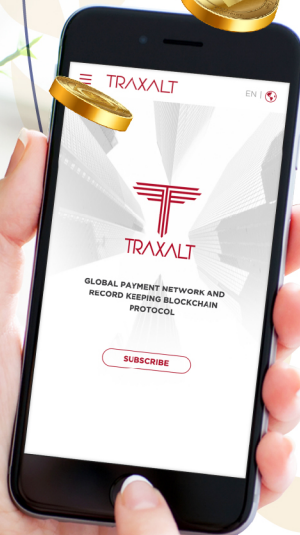 TRAXALT
EN |
TRAXALT
GLOBAL PAYMENT NETWORK AND
RECORD KEEPING BLOCKCHAIN
PROTOCOL
SUBSCRIBE